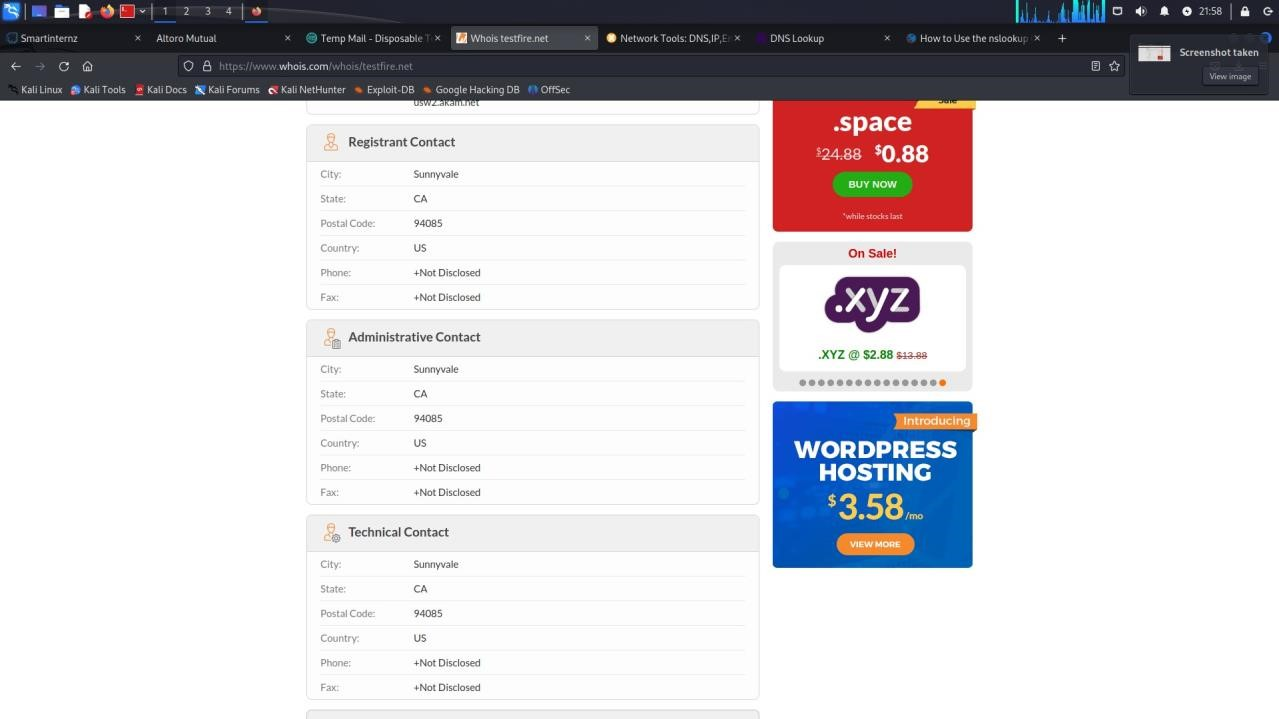 1 2 3 4
21:58
Smartinternz
Altoro Mutual
Temp Mail - Disposable T
Whois testfire.net
Network Tools: DNS,IP,E
DNS Lookup
How to Use the nslookup
Screenshot taken
View image
https://www.whois.com/whois/testfire.net
Kali Linux
Kali Tools
Kali Docs
Kali Forums
Kali NetHunter
Exploit-DB
Google Hacking DB
OffSec
usw2.akam.net
Registrant Contact
City: Sunnyvale
State: CA
Postal Code: 94085
Country: US
Phone: +Not Disclosed
Fax: +Not Disclosed
Administrative Contact
City: Sunnyvale
State: CA
Postal Code: 94085
Country: US
Phone: +Not Disclosed
Fax: +Not Disclosed
Technical Contact
City: Sunnyvale
State: CA
Postal Code: 94085
Country: US
Phone: +Not Disclosed
Fax: +Not Disclosed
Sale
.space
$24.88 $0.88
BUY NOW
*while stocks last
On Sale!
.xyz
.XYZ @ $2.88 $13.88
Introducing
WORDPRESS
HOSTING
$3.58/mo
VIEW MORE